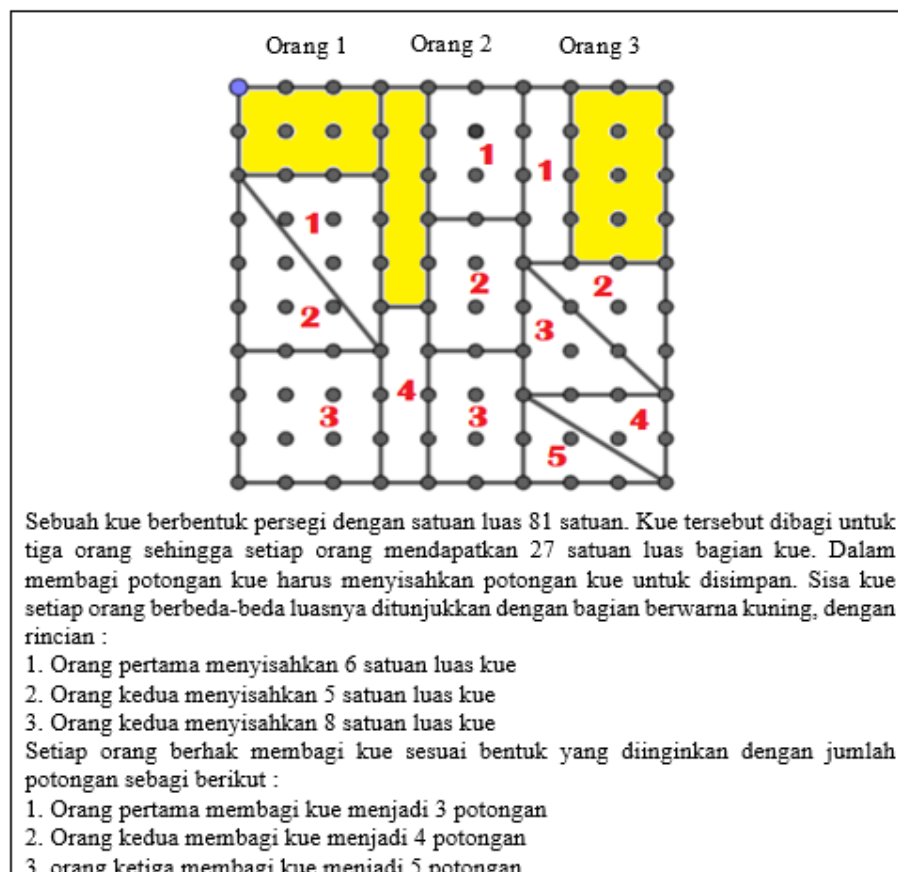 Orang 1 Orang 2 Orang 3
1 1
1 2 2
2 3
4
3 3 4
5
Sebuah kue berbentuk persegi dengan satuan luas 81 satuan. Kue tersebut dibagi untuk
tiga orang sehingga setiap orang mendapatkan 27 satuan luas bagian kue. Dalam
membagi potongan kue harus menyisahkan potongan kue untuk disimpan. Sisa kue
setiap orang berbeda-beda luasnya ditunjukkan dengan bagian berwarna kuning, dengan
rincian :
1. Orang pertama menyisahkan 6 satuan luas kue
2. Orang kedua menyisahkan 5 satuan luas kue
3. Orang kedua menyisahkan 8 satuan luas kue
Setiap orang berhak membagi kue sesuai bentuk yang diinginkan dengan jumlah
potongan sebagi berikut :
1. Orang pertama membagi kue menjadi 3 potongan
2. Orang kedua membagi kue menjadi 4 potongan
3. orang ketiga membagi kue menjadi 5 potongan